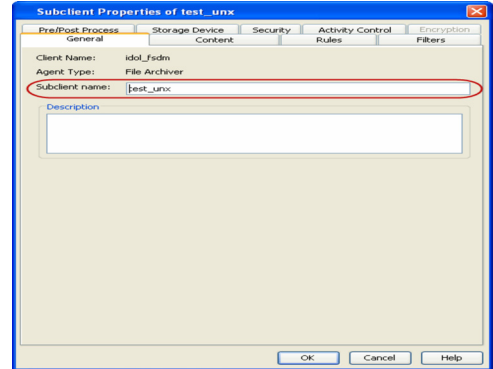 Subclient Properties of test_unx
Pre/Post Process Storage Device Security Activity Control Encryption
General Content Rules Filters
Client Name: idol_fsdm
Agent Type: File Archiver
Subclient name: test_unx
Description
OK Cancel Help